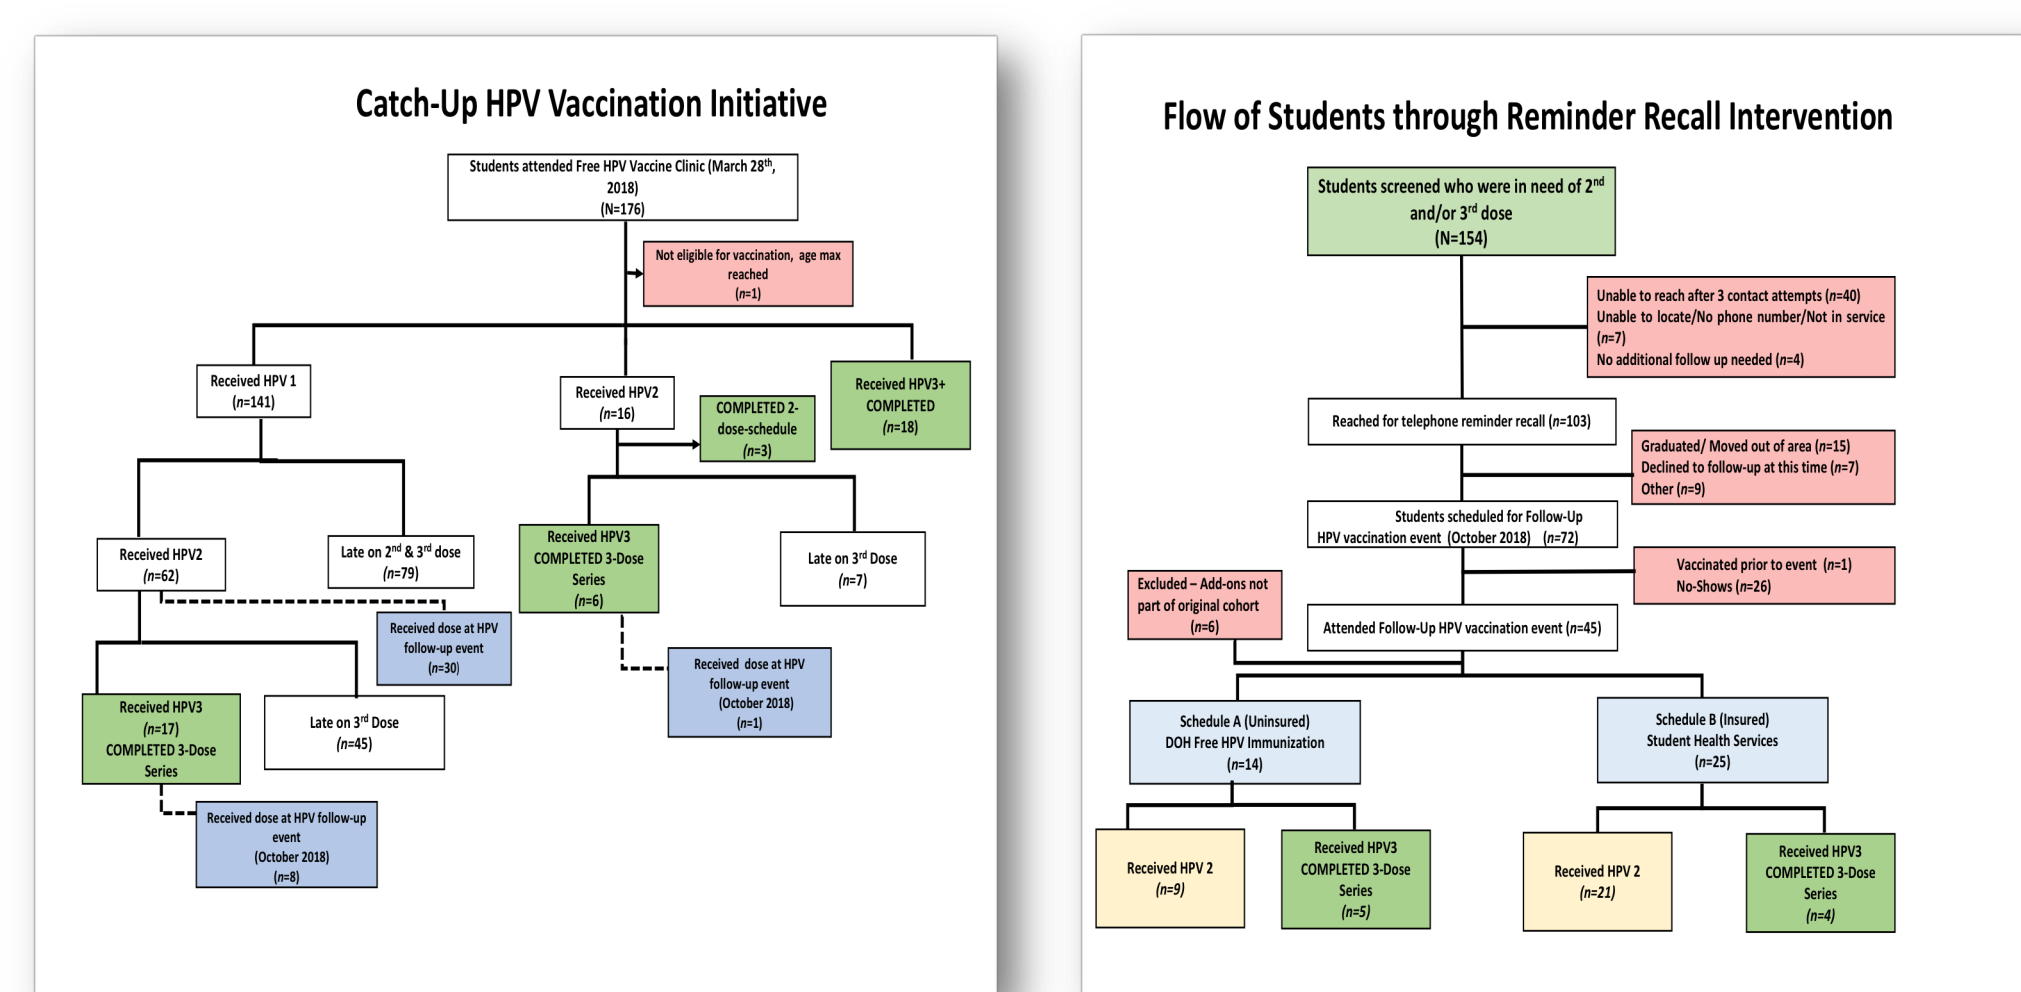 Catch-Up HPV Vaccination Initiative
Students attended Free HPV Vaccine Clinic (March 28th,
2018)
(N=176)
Not eligible for vaccination, age max
reached
(n=1)
Received HPV 1
(n=141)
Received HPV2
(n=16)
COMPLETED 2-
dose-schedule
(n=3)
Received HPV3+
COMPLETED
(n=18)
Received HPV2
(n=62)
Late on 2nd & 3rd dose
(n=79)
Received HPV3
COMPLETED 3-Dose
Series
(n=6)
Late on 3rd Dose
(n=7)
Received dose at HPV
follow-up event
(n=30)
Received dose at HPV
follow-up event
(October 2018)
(n=1)
Received HPV3
(n=17)
COMPLETED 3-Dose
Series
Late on 3rd Dose
(n=45)
Received dose at HPV follow-up
event
(October 2018)
(n=8)
Flow of Students through Reminder Recall Intervention
Students screened who were in need of 2nd
and/or 3rd dose
(N=154)
Unable to reach after 3 contact attempts (n=40)
Unable to locate/No phone number/Not in service
(n=7)
No additional follow up needed (n=4)
Reached for telephone reminder recall (n=103)
Graduated/ Moved out of area (n=15)
Declined to follow-up at this time (n=7)
Other (n=9)
Students scheduled for Follow-Up
HPV vaccination event (October 2018) (n=72)
Vaccinated prior to event (n=1)
No-Shows (n=26)
Excluded – Add-ons not
part of original cohort
(n=6)
Attended Follow-Up HPV vaccination event (n=45)
Schedule A (Uninsured)
DOH Free HPV Immunization
(n=14)
Schedule B (Insured)
Student Health Services
(n=25)
Received HPV 2
(n=9)
Received HPV3
COMPLETED 3-Dose
Series
(n=5)
Received HPV 2
(n=21)
Received HPV3
COMPLETED 3-Dose
Series
(n=4)